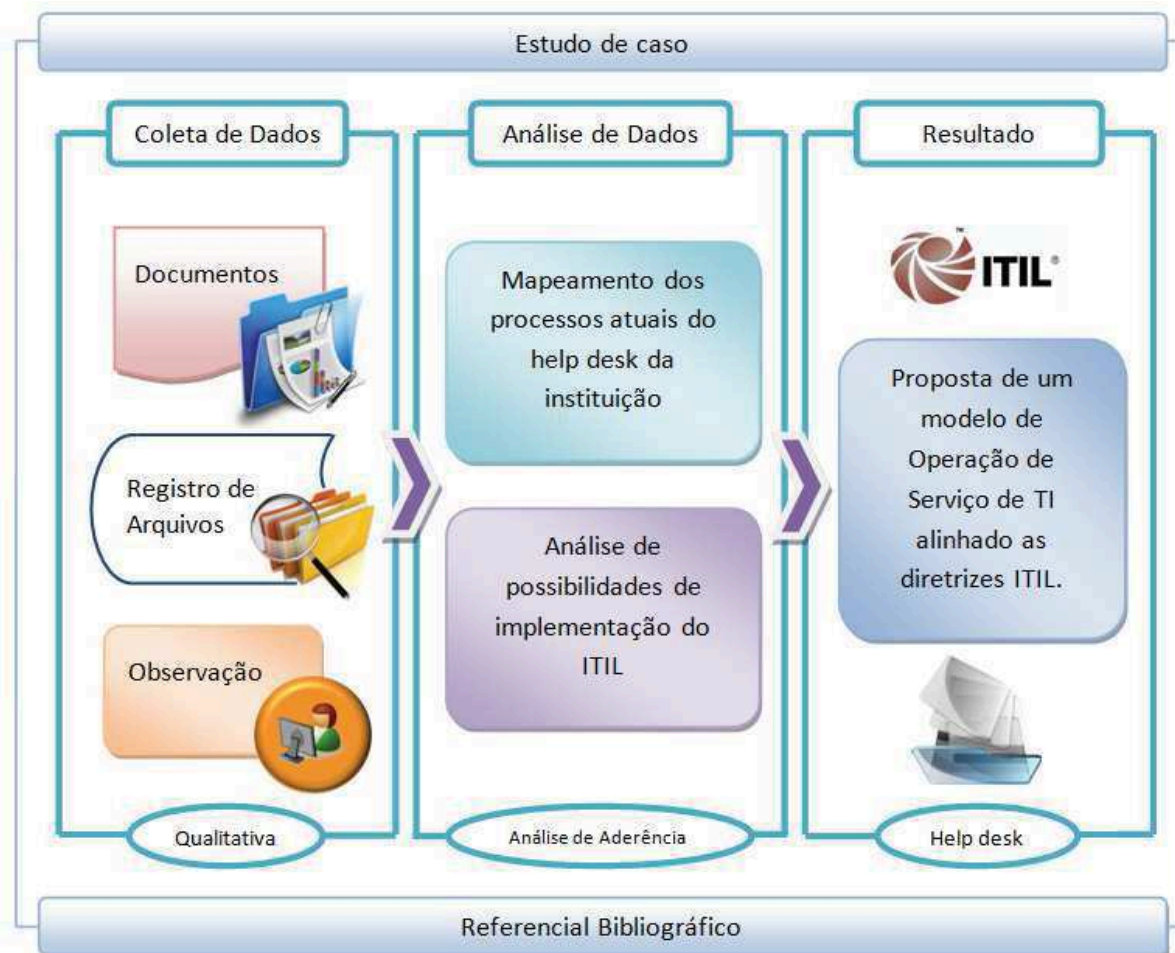 Estudo de caso
Coleta de Dados
Documentos
Registro de
Arquivos
Observação
Qualitativa
Análise de Dados
Mapeamento dos
processos atuais do
help desk da
instituição
Análise de
possibilidades de
implementação do
ITIL
Análise de Aderência
Resultado
ITIL®
Proposta de um
modelo de
Operação de
Serviço de TI
alinhado as
diretrizes ITIL.
Help desk
Referencial Bibliográfico